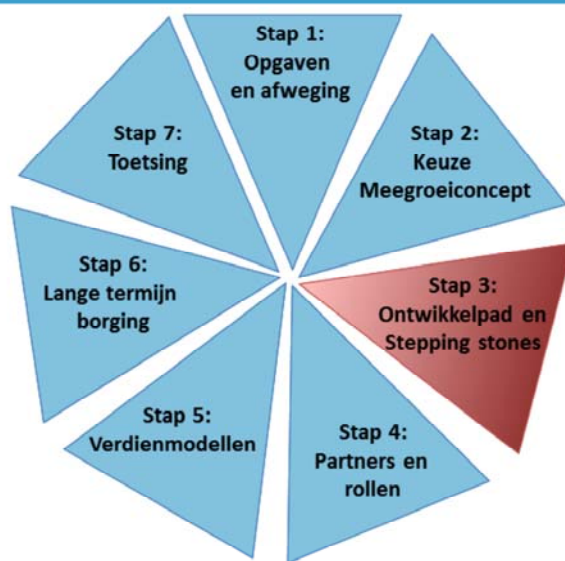 Stap 1:
Opgaven
en afweging
Stap 2:
Keuze
Meegroeiconcept
Stap 3:
Ontwikkelpad en
Stepping stones
Stap 4:
Partners en
rollen
Stap 5:
Verdienmodellen
Stap 6:
Lange termijn
borging
Stap 7:
Toetsing